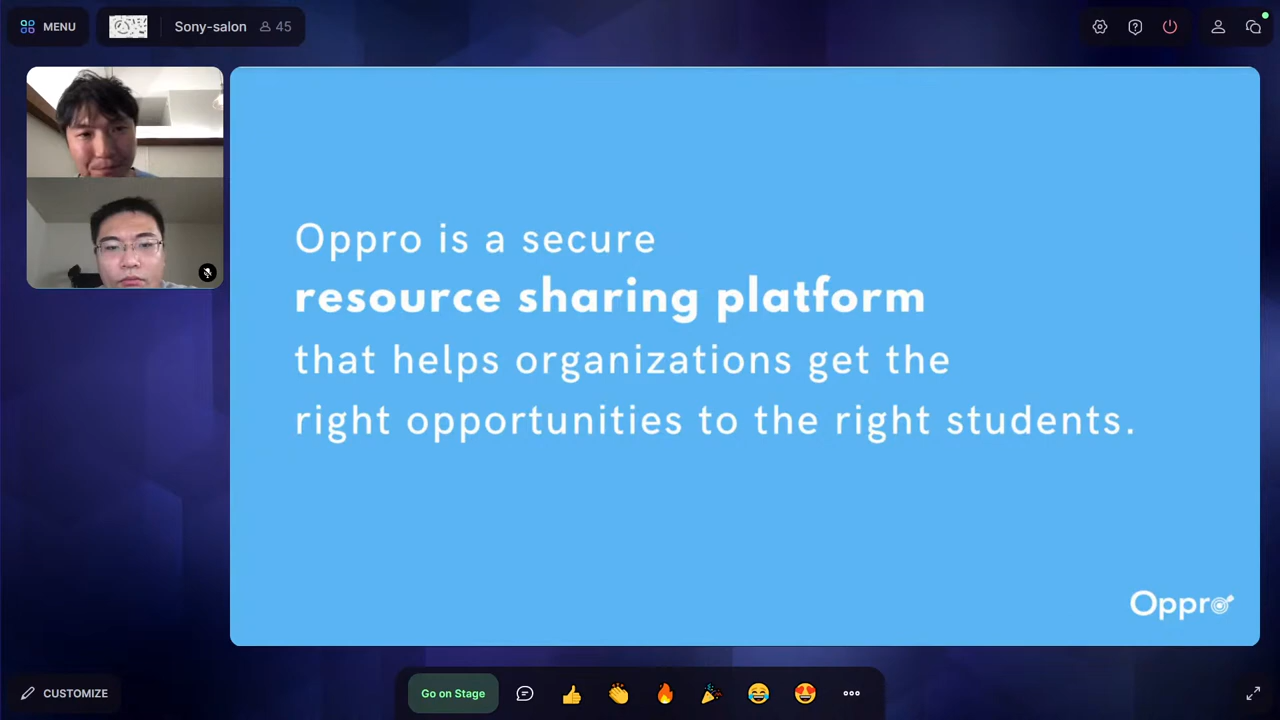 MENU
Sony-salon
45
Oppro is a secure
resource sharing platform
that helps organizations get the
right opportunities to the right students.
Oppro
CUSTOMIZE
Go on Stage